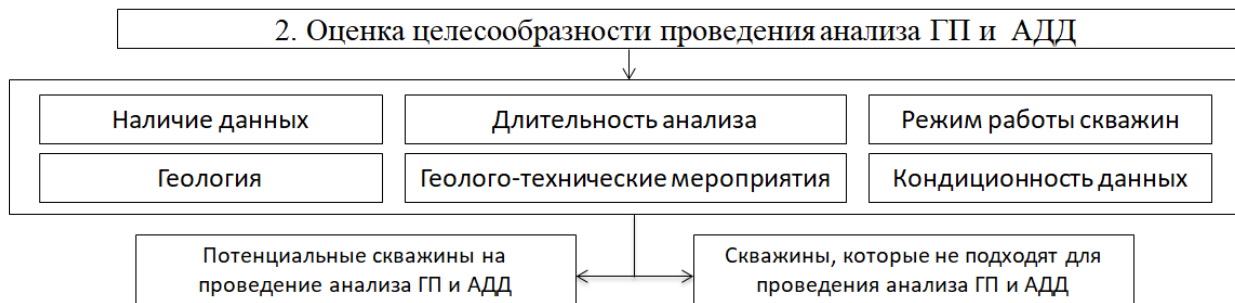 2. Оценка целесообразности проведения анализа ГП и АДД
Наличие данных
Длительность анализа
Режим работы скважин
Геология
Геолого-технические мероприятия
Кондиционность данных
Потенциальные скважины на
проведение анализа ГП и АДД
Скважины, которые не подходят для
проведения анализа ГП и АДД